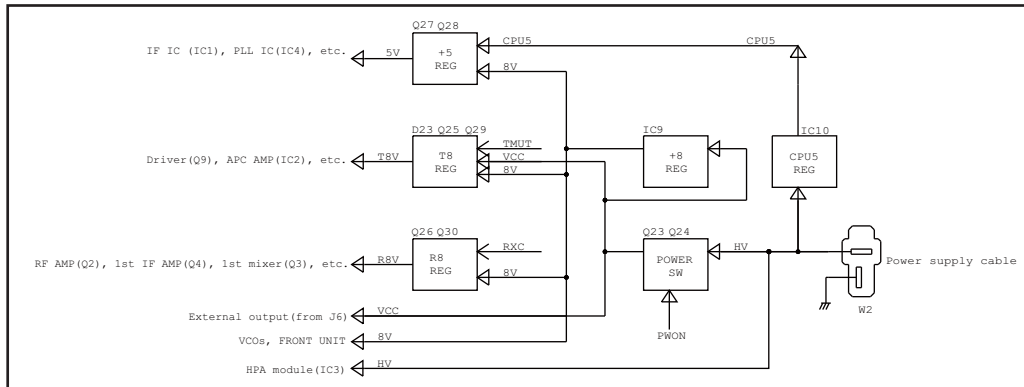 Q27 Q28
IF IC (IC1), PLL IC(IC4), etc.
5V
+5
REG
CPU5
CPU5
8V
D23 Q25 Q29
IC9
IC10
Driver(Q9), APC AMP(IC2), etc.
T8V
T8
REG
TMUT
VCC
8V
+8
REG
CPU5
REG
Q26 Q30
Q23 Q24
RF AMP(Q2), 1st IF AMP(Q4), 1st mixer(Q3), etc.
R8V
R8
REG
RXC
8V
POWER
SW
HV
Power supply cable
W2
External output(from J6)
VCC
PWON
VCOs, FRONT UNIT
8V
HPA module(IC3)
HV